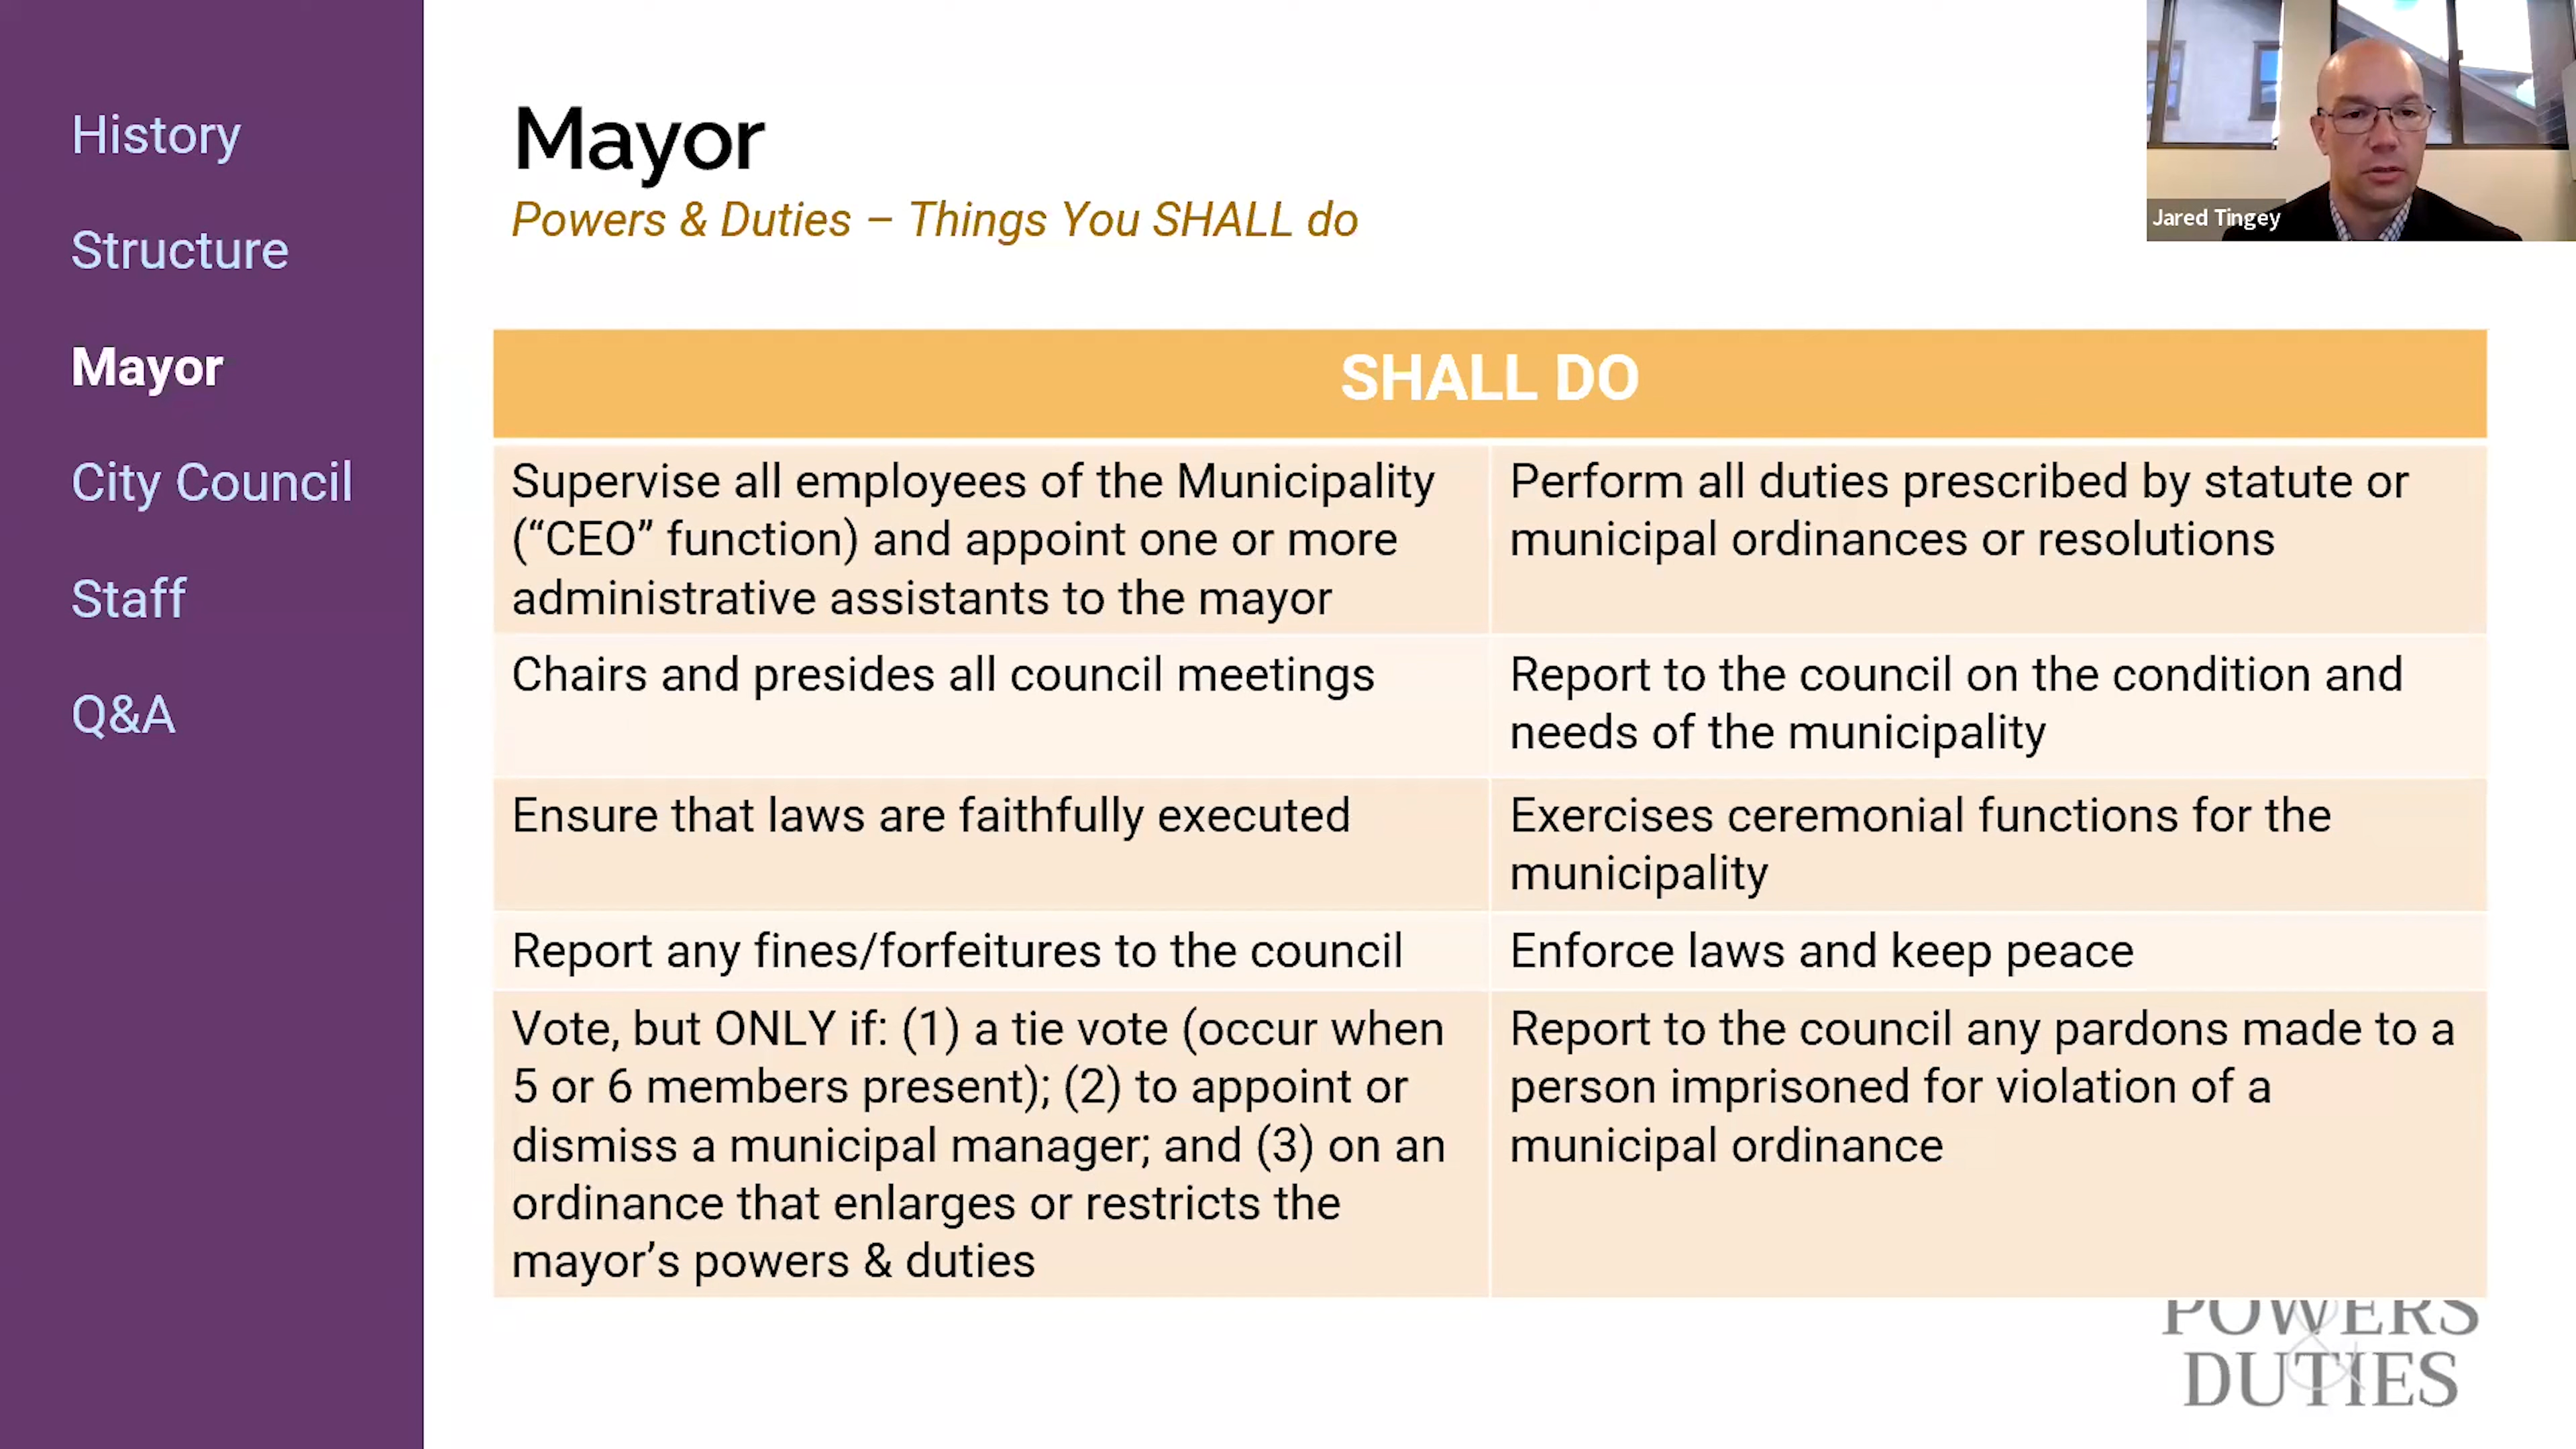 History
Structure
Mayor
City Council
Staff
Q&A
Mayor
Powers & Duties – Things You SHALL do
Jared Tingey
SHALL DO
Supervise all employees of the Municipality
(“CEO” function) and appoint one or more
administrative assistants to the mayor
Perform all duties prescribed by statute or
municipal ordinances or resolutions
Chairs and presides all council meetings
Report to the council on the condition and
needs of the municipality
Ensure that laws are faithfully executed
Exercises ceremonial functions for the
municipality
Report any fines/forfeitures to the council
Enforce laws and keep peace
Vote, but ONLY if: (1) a tie vote (occur when
5 or 6 members present); (2) to appoint or
dismiss a municipal manager; and (3) on an
ordinance that enlarges or restricts the
mayor’s powers & duties
Report to the council any pardons made to a
person imprisoned for violation of a
municipal ordinance
POWERS
&
DUTIES